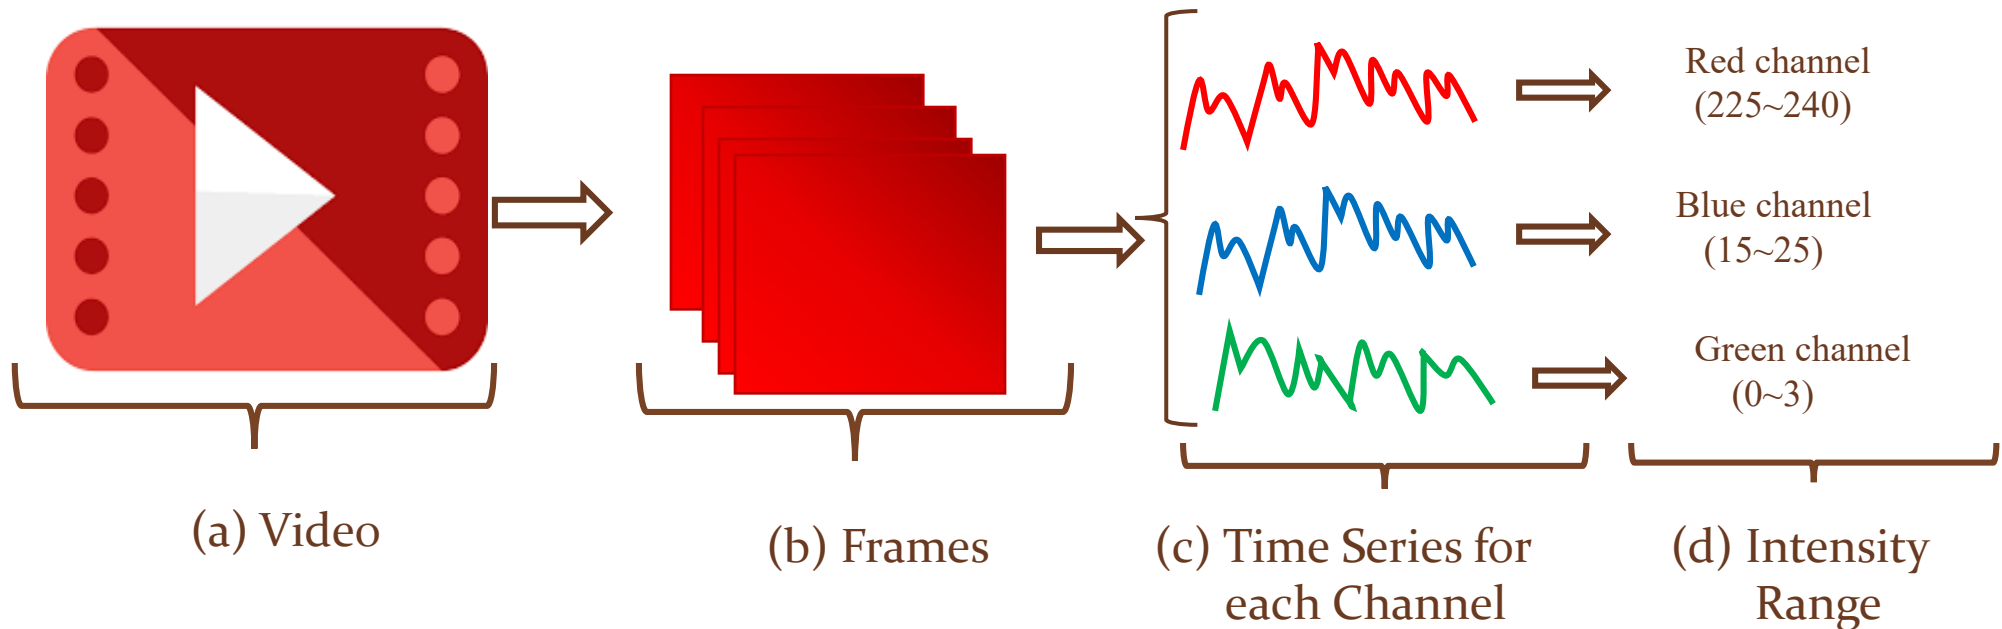 Red channel
(225~240)
Blue channel
(15~25)
Green channel
(0~3)
(a) Video
(b) Frames
(c) Time Series for
each Channel
(d) Intensity
Range